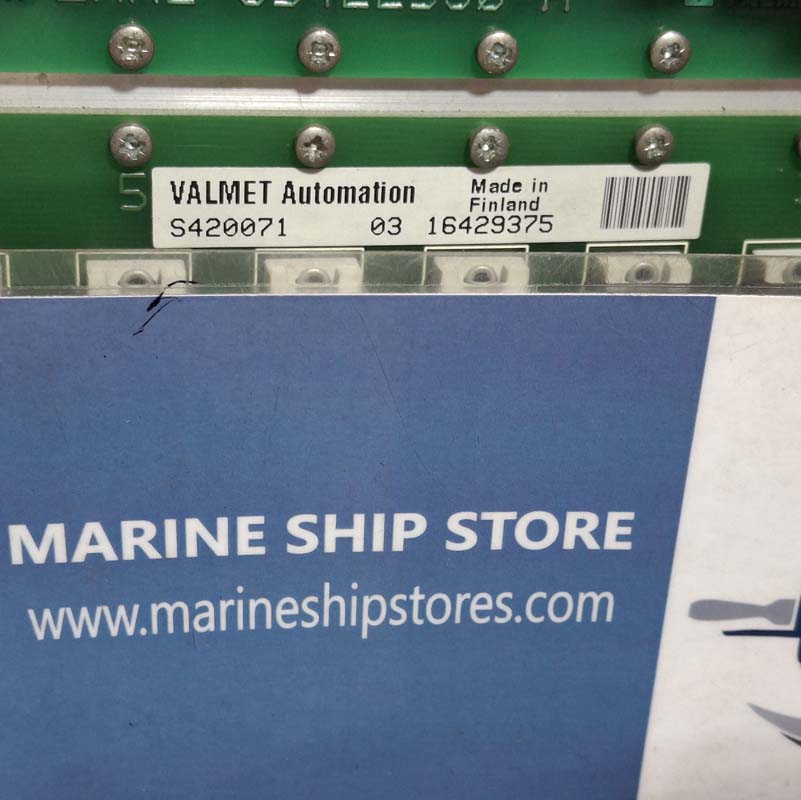 5
VALMET Automation
Made in
Finland
S420071 03 16429375
MARINE SHIP STORE
www.marineshipstores.com